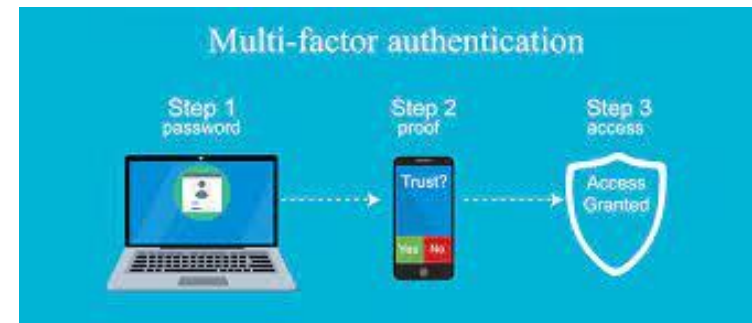 Multi-factor authentication
Step 1
password
Step 2
proof
Step 3
access
Trust?
Yes No
Access
Granted